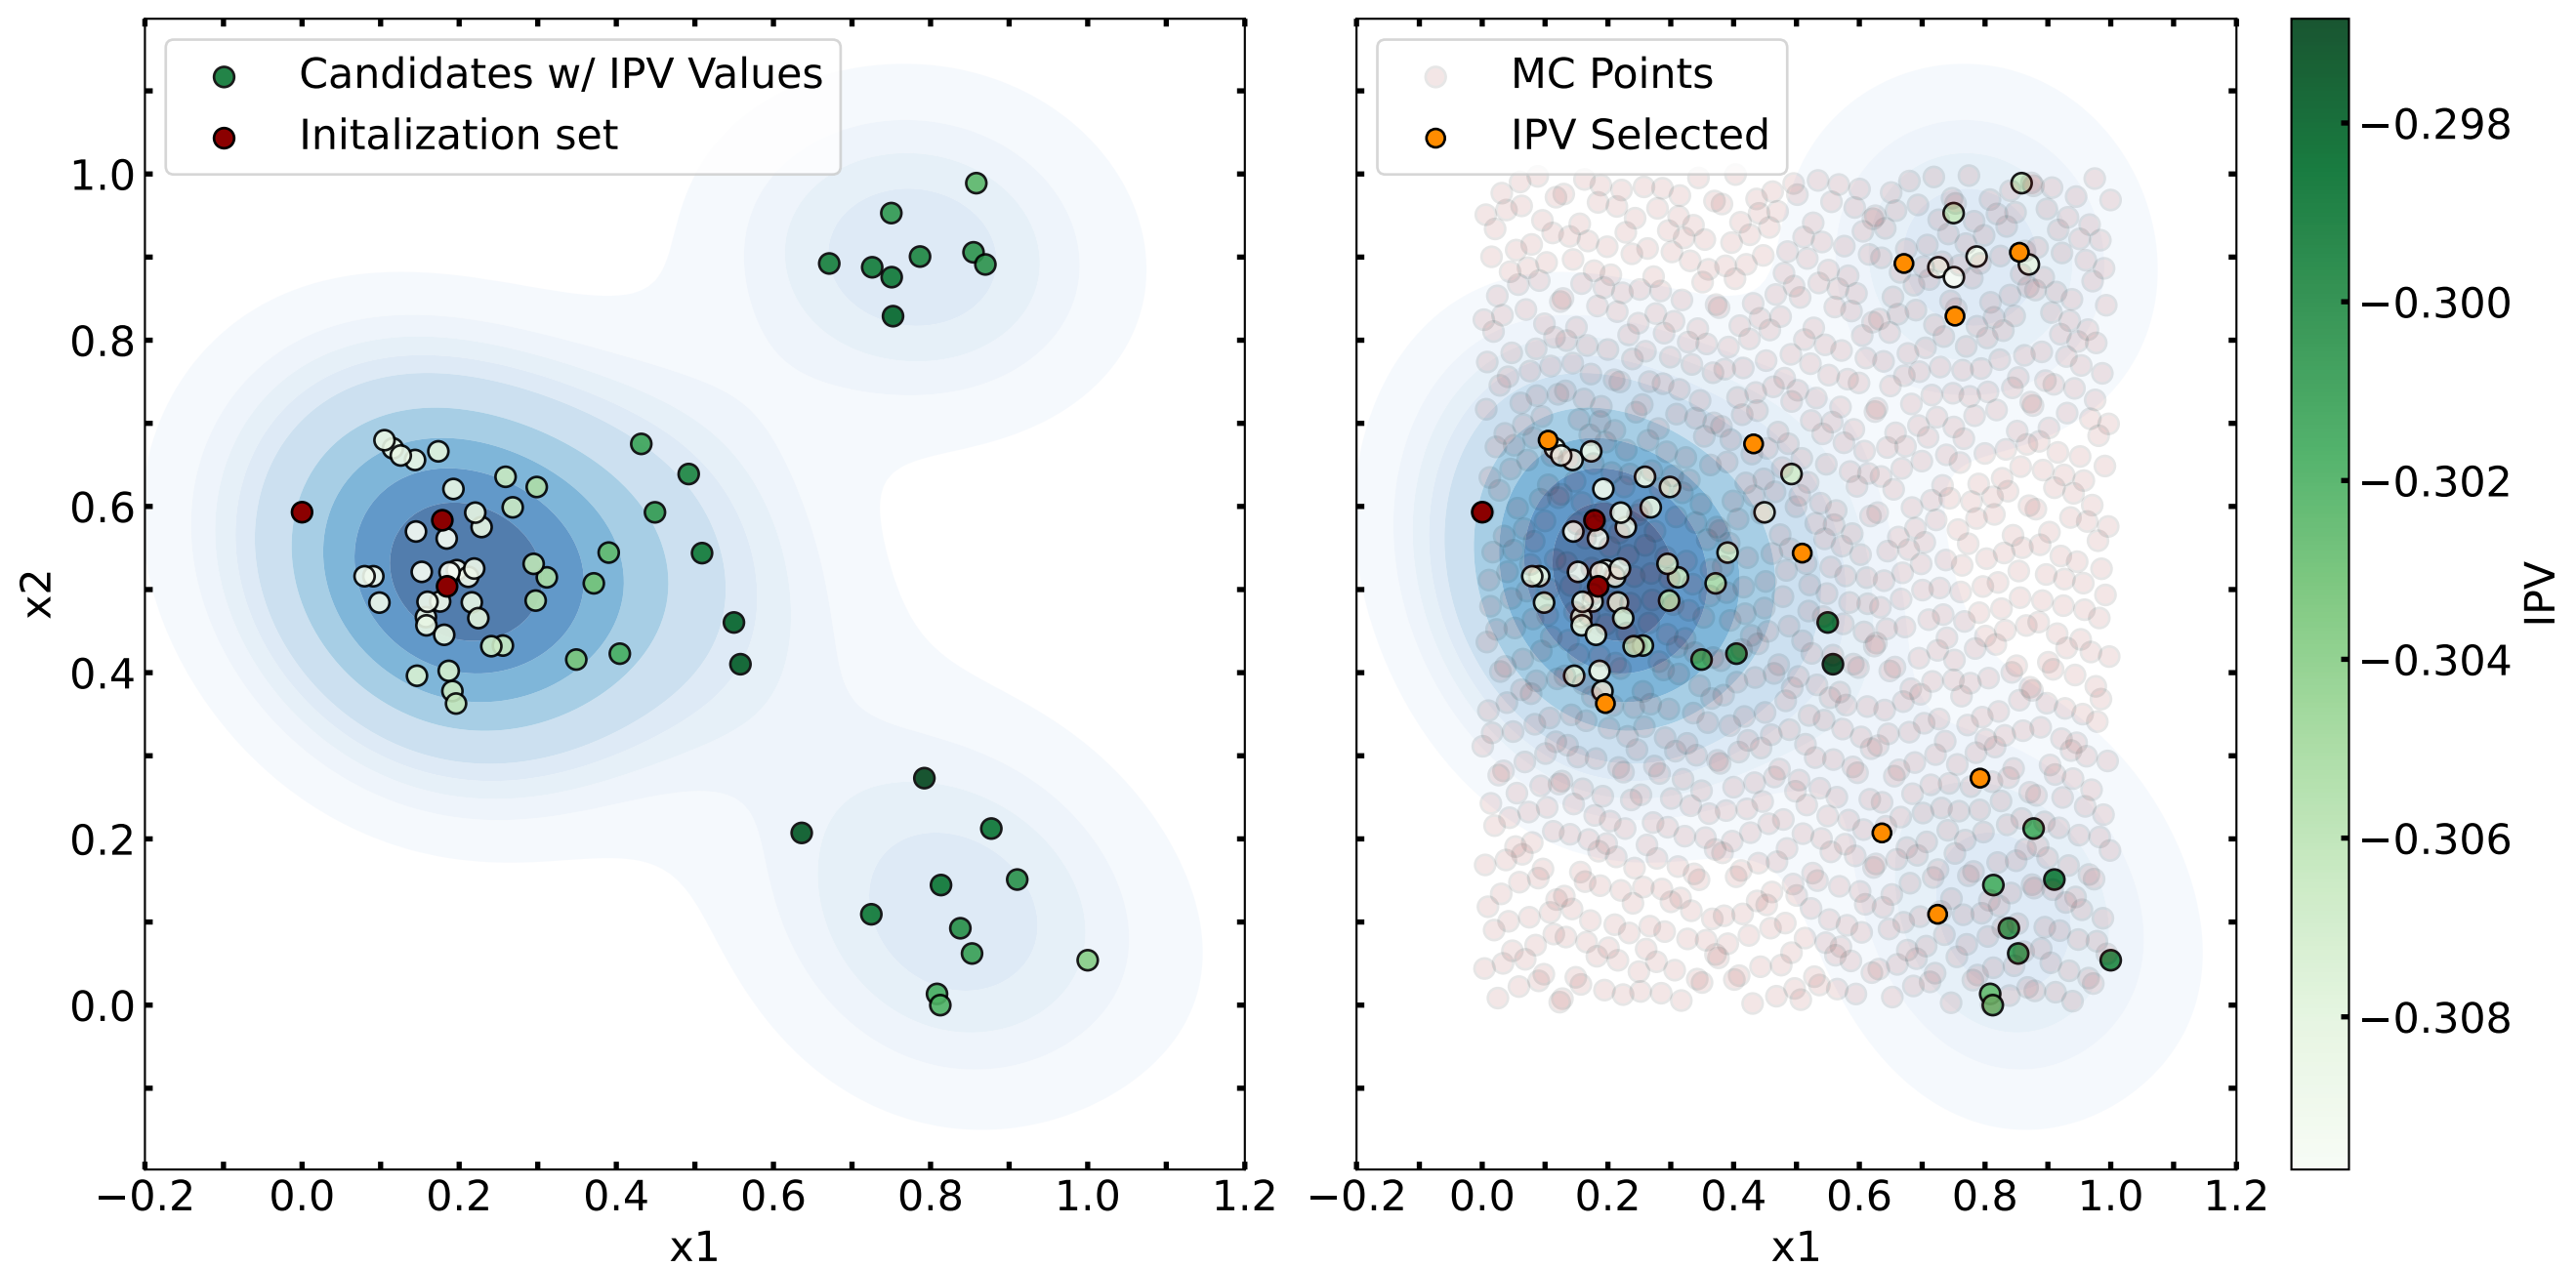 Candidates w/ IPV Values
Initalization set
1.0
0.8
0.6
0.4
0.2
0.0
x2
−0.2 0.0 0.2 0.4 0.6 0.8 1.0 1.2
x1
MC Points
IPV Selected
−0.2 0.0 0.2 0.4 0.6 0.8 1.0 1.2
x1
−0.298
−0.300
−0.302
−0.304
−0.306
−0.308
IPV